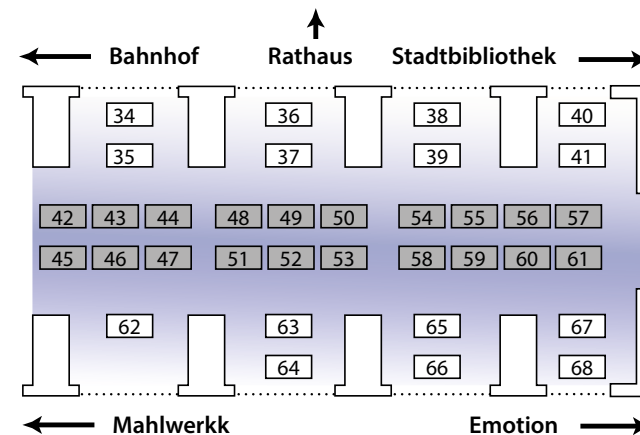 Bahnhof Rathaus Stadtbibliothek
34 36 38 40
35 37 39 41
42 43 44 48 49 50 54 55 56 57
45 46 47 51 52 53 58 59 60 61
62 63 65 67
64 66 68
Mahlwerkk Emotion